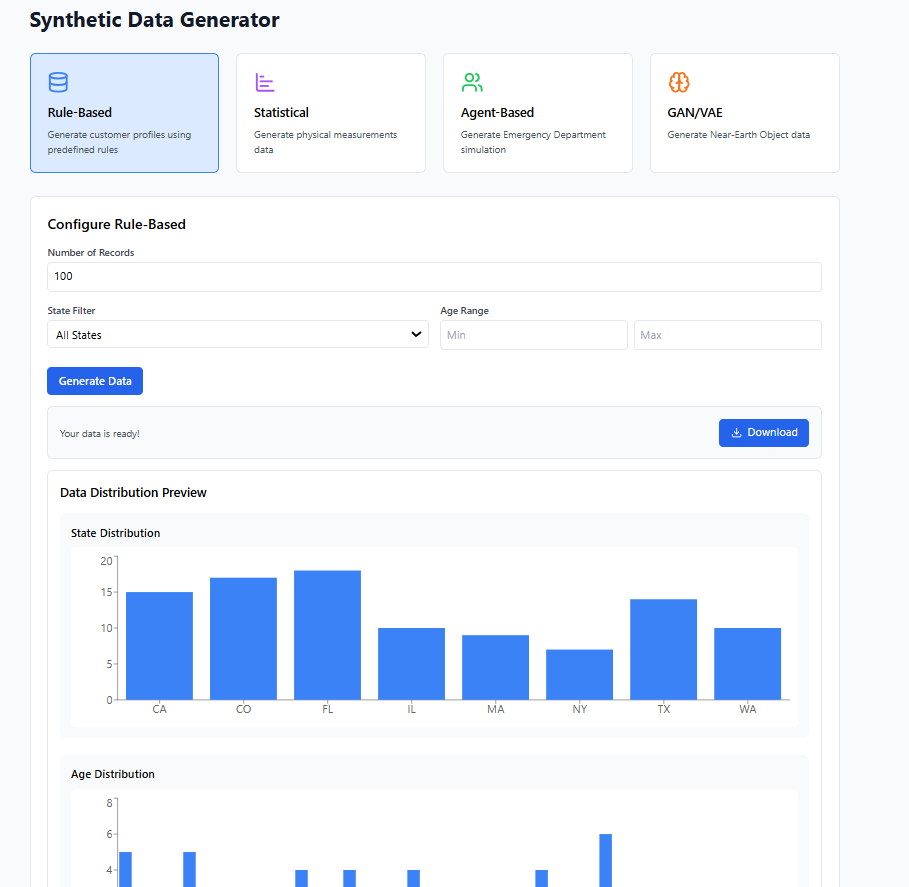 Synthetic Data Generator
Rule-Based
Generate customer profiles using
predefined rules
Statistical
Generate physical measurements
data
Agent-Based
Generate Emergency Department
simulation
GAN/VAE
Generate Near-Earth Object data
Configure Rule-Based
Number of Records
100
State Filter
All States
Age Range
Min
Max
Generate Data
Your data is ready!
Download
Data Distribution Preview
State Distribution
20
15
10
5
0
CA CO FL IL MA NY TX WA
Age Distribution
8
6
4